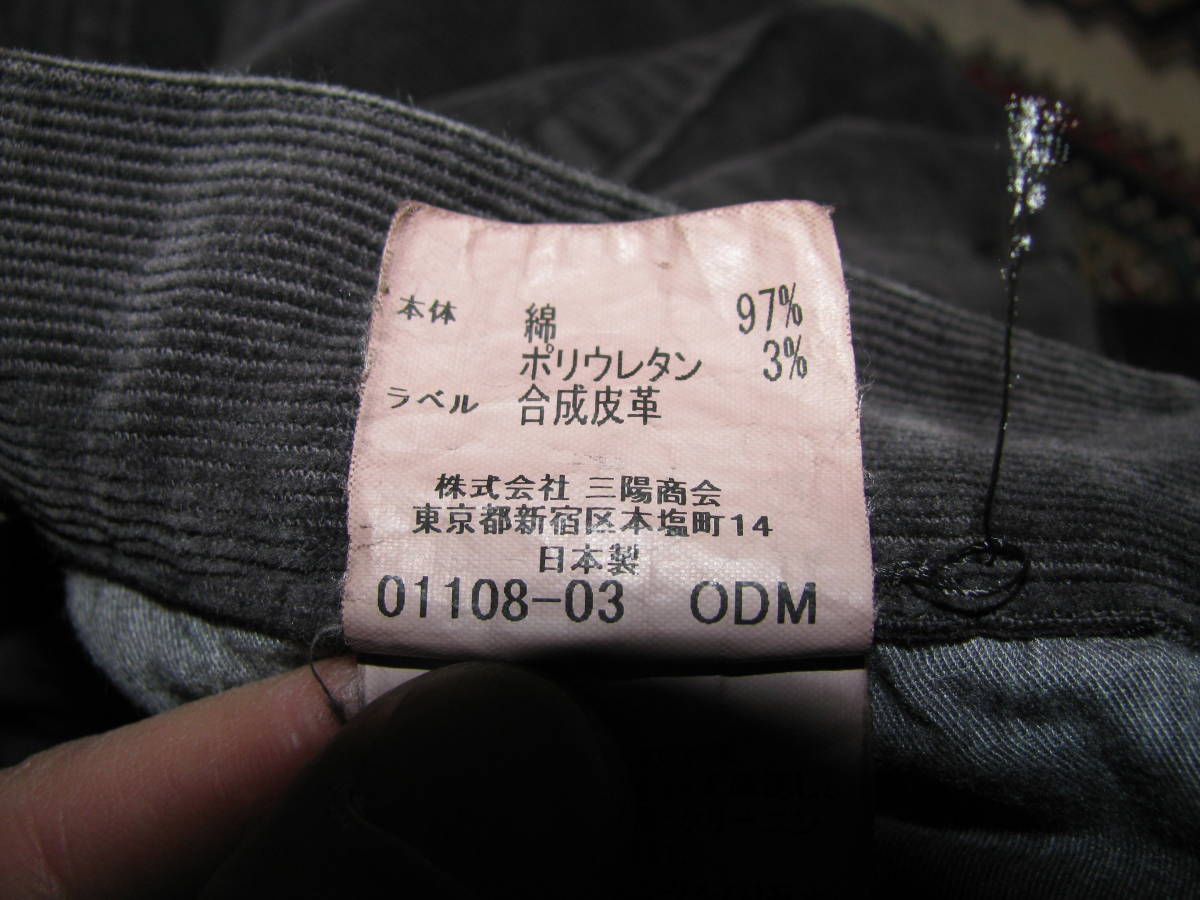 本体 綿 97%
ポリウレタン 3%
ラベル 合成皮革
株式会社 三陽商会
東京都新宿区本塩町14
日本製
01108-03 ODM